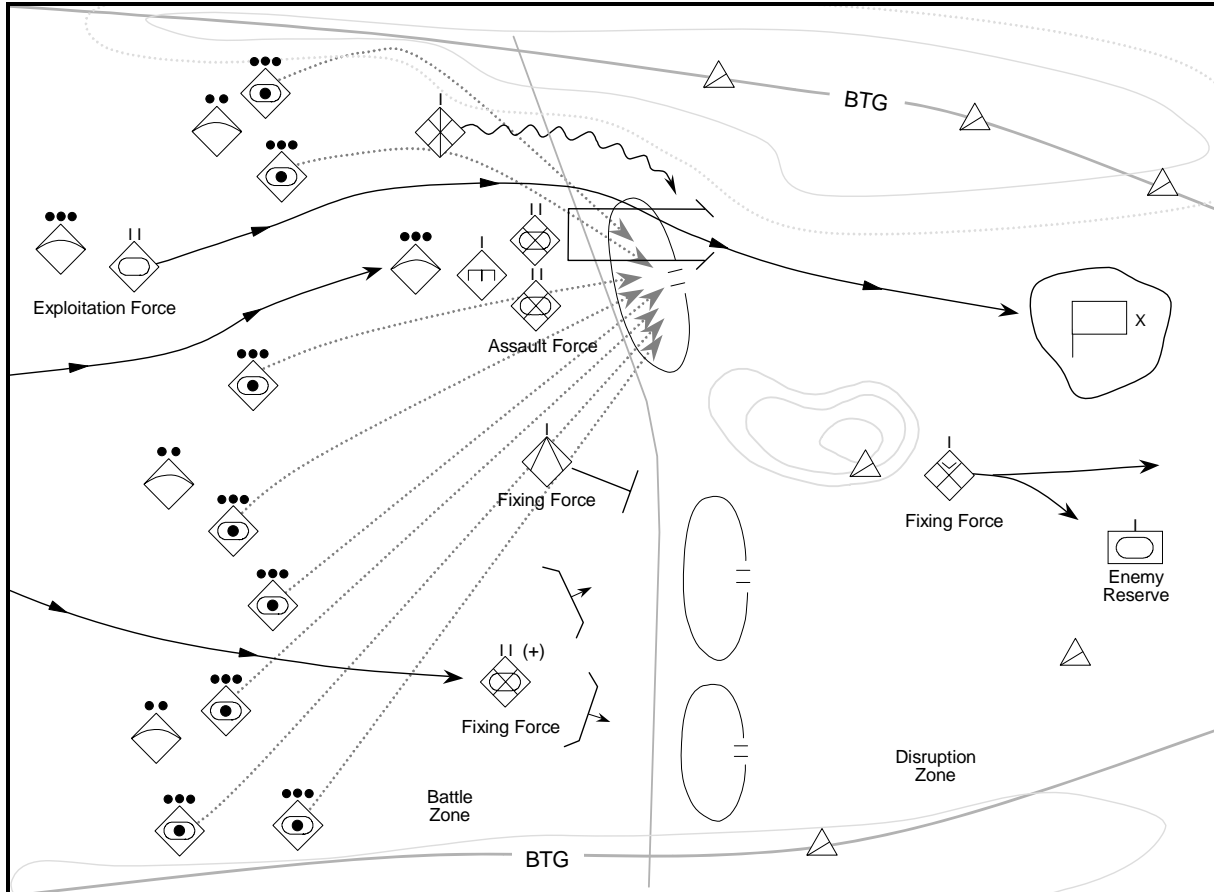 BTG
Exploitation Force
Assault Force
X
Fixing Force
Fixing Force
Enemy
Reserve
(+)
Fixing Force
Disruption
Zone
Battle
Zone
BTG